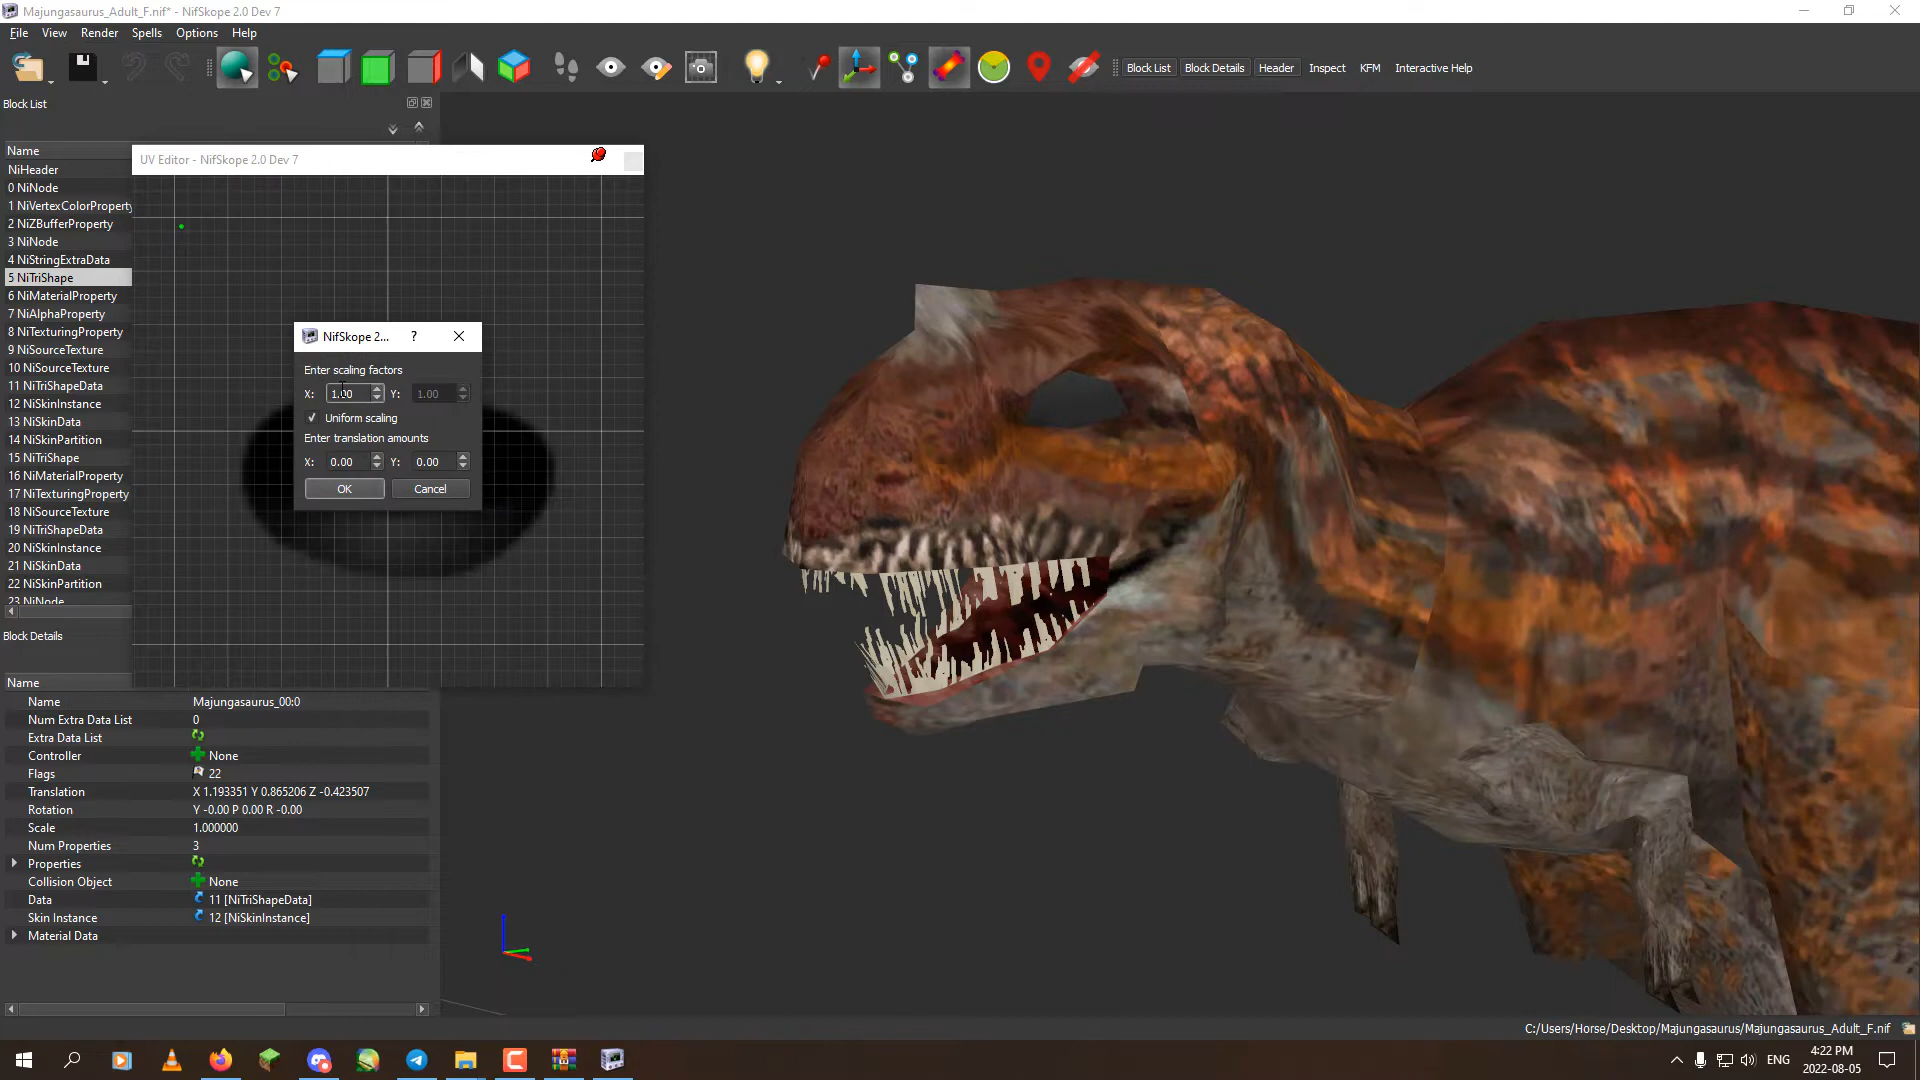 Majungasaurus_Adult_F.nif* - NifSkope 2.0 Dev 7
File View Render Spells Options Help
Block List Block Details Header Inspect KFM Interactive Help
Block List
Name
NiHeader
0 NiNode
1 NiVertexColorProperty
2 NiZBufferProperty
3 NiNode
4 NiStringExtraData
5 NiTriShape
6 NiMaterialProperty
7 NiAlphaProperty
8 NiTexturingProperty
9 NiSourceTexture
10 NiSourceTexture
11 NiTriShapeData
12 NiSkinInstance
13 NiSkinData
14 NiSkinPartition
15 NiTriShape
16 NiMaterialProperty
17 NiTexturingProperty
18 NiSourceTexture
19 NiTriShapeData
20 NiSkinInstance
21 NiSkinData
22 NiSkinPartition
23 NiNode
UV Editor - NifSkope 2.0 Dev 7
NifSkope 2... ?
Enter scaling factors
X: 1.00 Y: 1.00
Uniform scaling
Enter translation amounts
X: 0.00 Y: 0.00
OK Cancel
Block Details
Name
Name Majungasaurus_00:0
Num Extra Data List 0
Extra Data List
Controller None
Flags 22
Translation X 1.193351 Y 0.865206 Z -0.423507
Rotation Y -0.00 P 0.00 R -0.00
Scale 1.000000
Num Properties 3
Properties
Collision Object None
Data 11 [NiTriShapeData]
Skin Instance 12 [NiSkinInstance]
Material Data
C:/Users/Horse/Desktop/Majungasaurus/Majungasaurus_Adult_F.nif
ENG
4:22 PM
2022-08-05